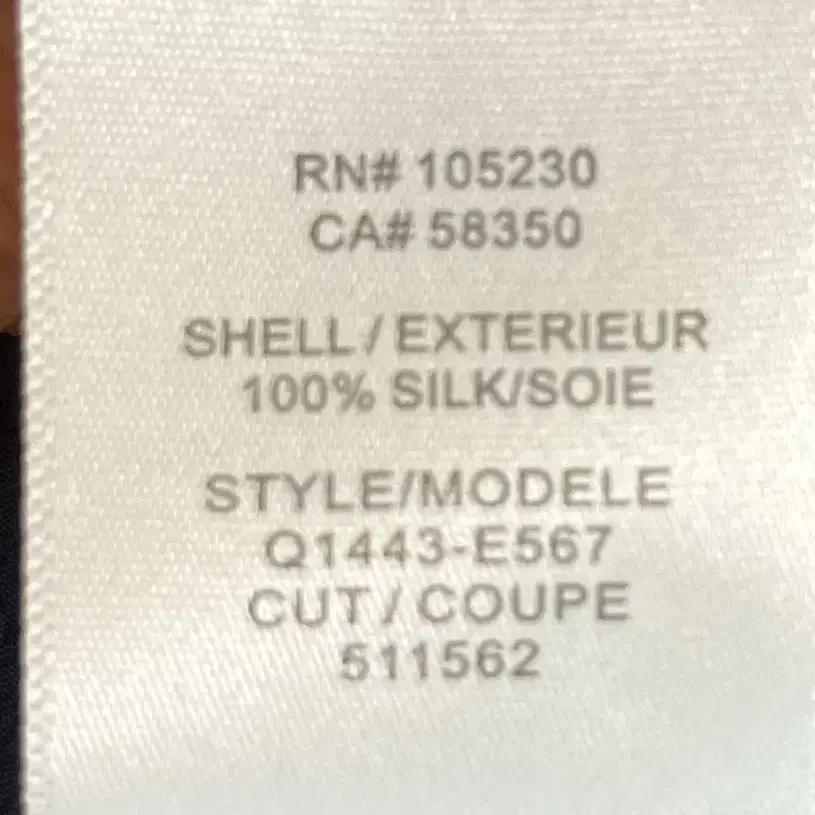 RN# 105230
CA# 58350
SHELL / EXTERIEUR
100% SILK/SOIE
STYLE/MODELE
Q1443-E567
CUT / COUPE
511562